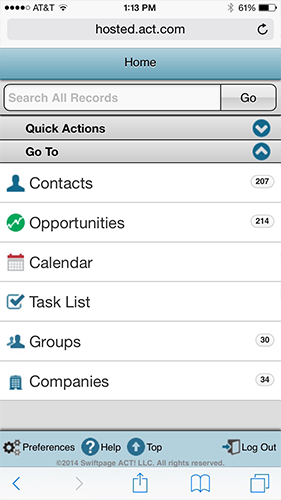 AT&T 1:13 PM 61%
hosted.act.com
Home
Search All Records Go
Quick Actions
Go To
Contacts 207
Opportunities 214
Calendar
Task List
Groups 30
Companies 34
Preferences Help Top Log Out
©2014 Swiftpage ACT! LLC. All rights reserved.